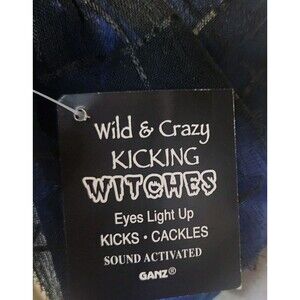 Wild & Crazy
KICKING
WITCHES
Eyes Light Up
KICKS • CACKLES
SOUND ACTIVATED
GANZ®